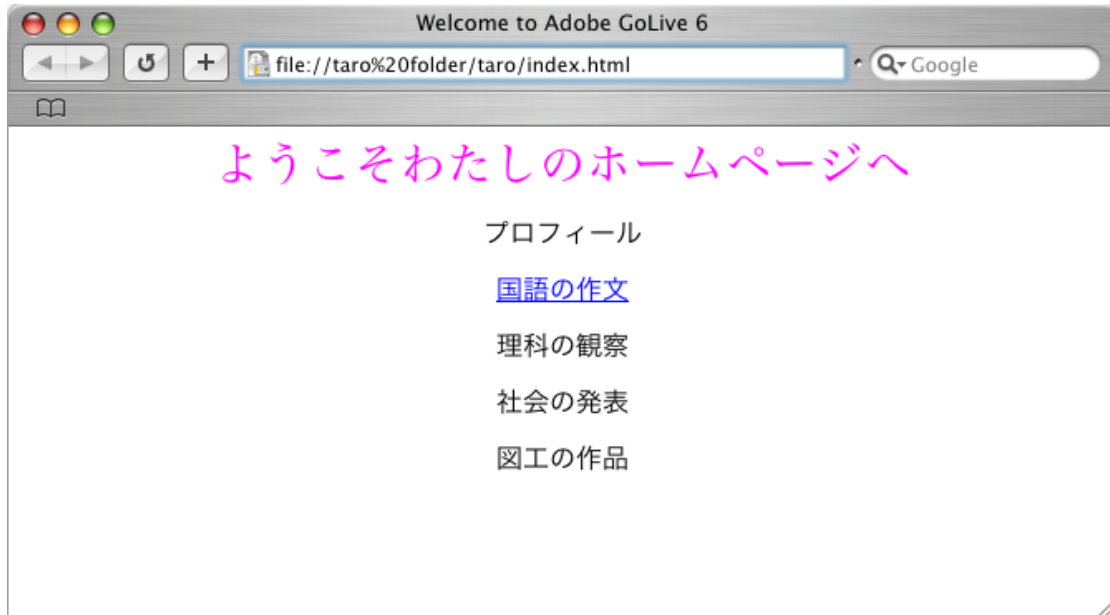 Welcome to Adobe GoLive 6
file://taro%20folder/taro/index.html
Google
ようこそわたしのホームページへ
プロフィール
国語の作文
理科の観察
社会の発表
図工の作品